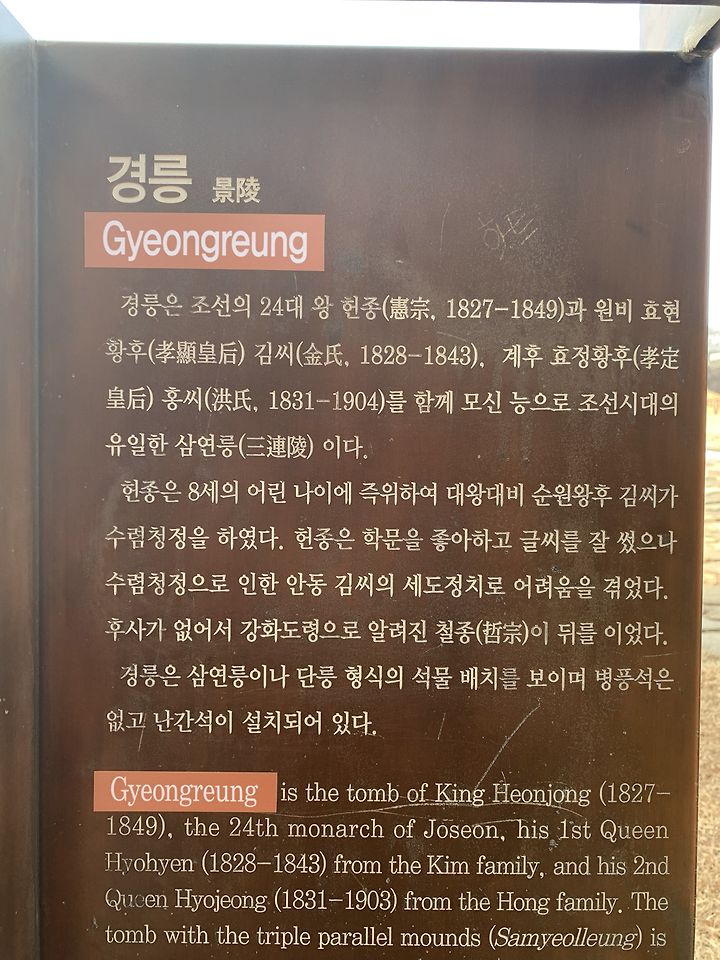 경릉 景陵
Gyeongreung
경릉은 조선의 24대 왕 헌종(憲宗, 1827-1849)과 원비 효현
황후(孝顯皇后) 김씨(金氏, 1828-1843), 계후 효정황후(孝定
皇后) 홍씨(洪氏, 1831-1904)를 함께 모신 능으로 조선시대의
유일한 삼연릉(三連陵) 이다.
헌종은 8세의 어린 나이에 즉위하여 대왕대비 순원왕후 김씨가
수렴청정을 하였다. 헌종은 학문을 좋아하고 글씨를 잘 썼으나
수렴청정으로 인한 안동 김씨의 세도정치로 어려움을 겪었다.
후사가 없어서 강화도령으로 알려진 철종(哲宗)이 뒤를 이었다.
경릉은 삼연릉이나 단릉 형식의 석물 배치를 보이며 병풍석은
없고 난간석이 설치되어 있다.
Gyeongreung is the tomb of King Heonjong (1827-
1849), the 24th monarch of Joseon, his 1st Queen
Hyohyen (1828-1843) from the Kim family, and his 2nd
Queen Hyojeong (1831-1903) from the Hong family. The
tomb with the triple parallel mounds (Samyeolleung) is